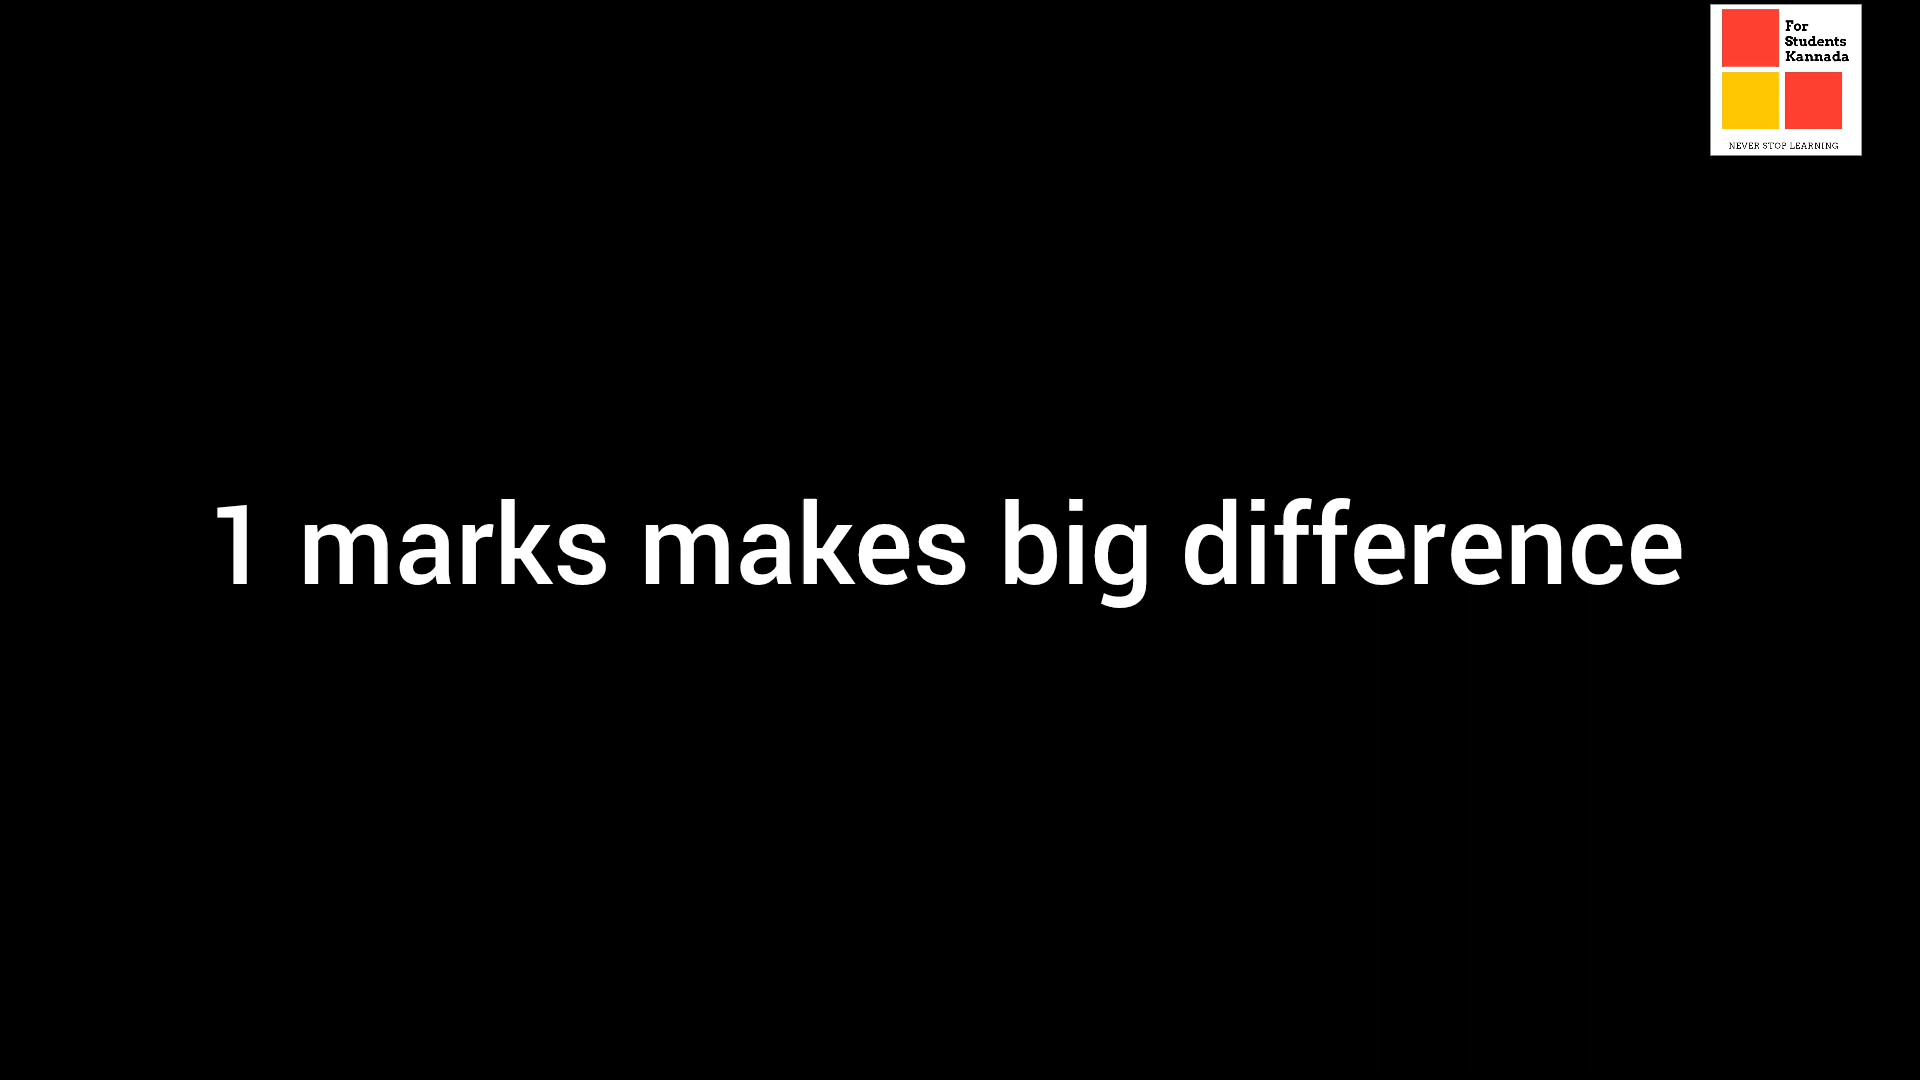 For
Students
Kannada
NEVER STOP LEARNING
1 marks makes big difference